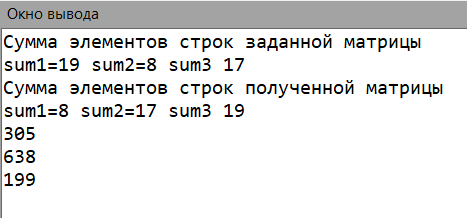 Окно вывода
Сумма элементов строк заданной матрицы
sum1=19 sum2=8 sum3 17
Сумма элементов строк полученной матрицы
sum1=8 sum2=17 sum3 19
305
638
199